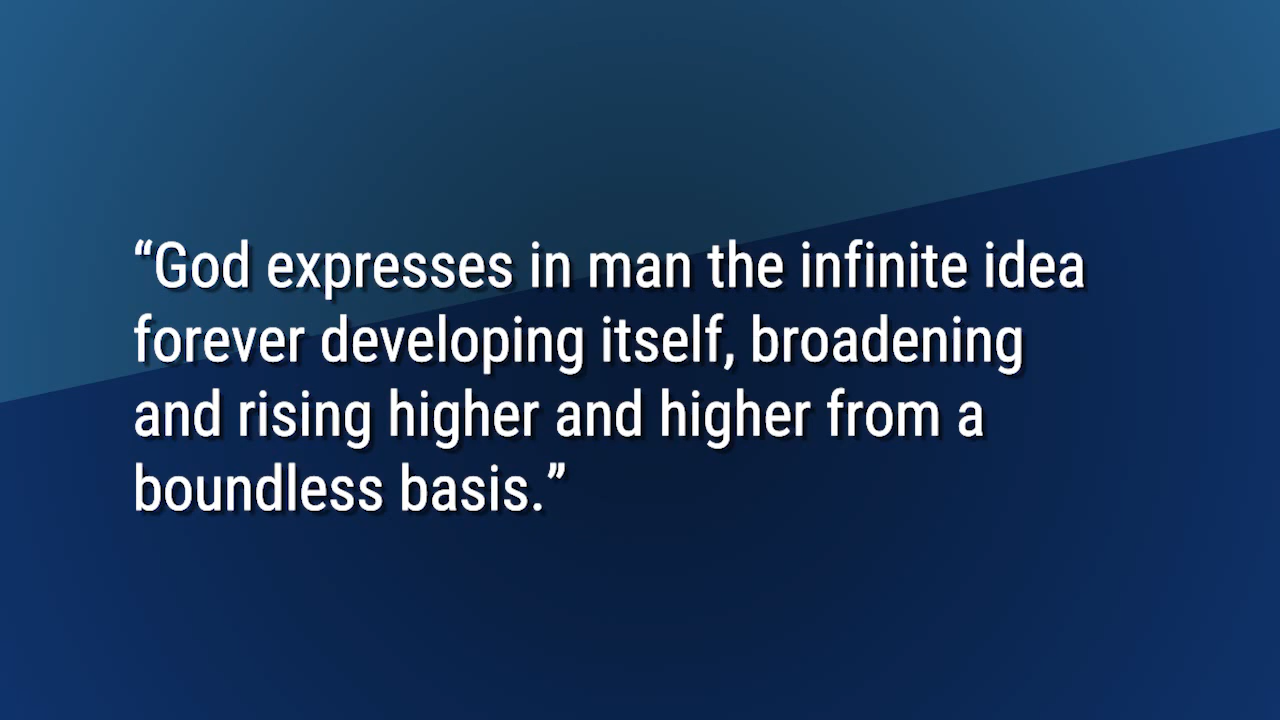 “God expresses in man the infinite idea
forever developing itself, broadening
and rising higher and higher from a
boundless basis.”